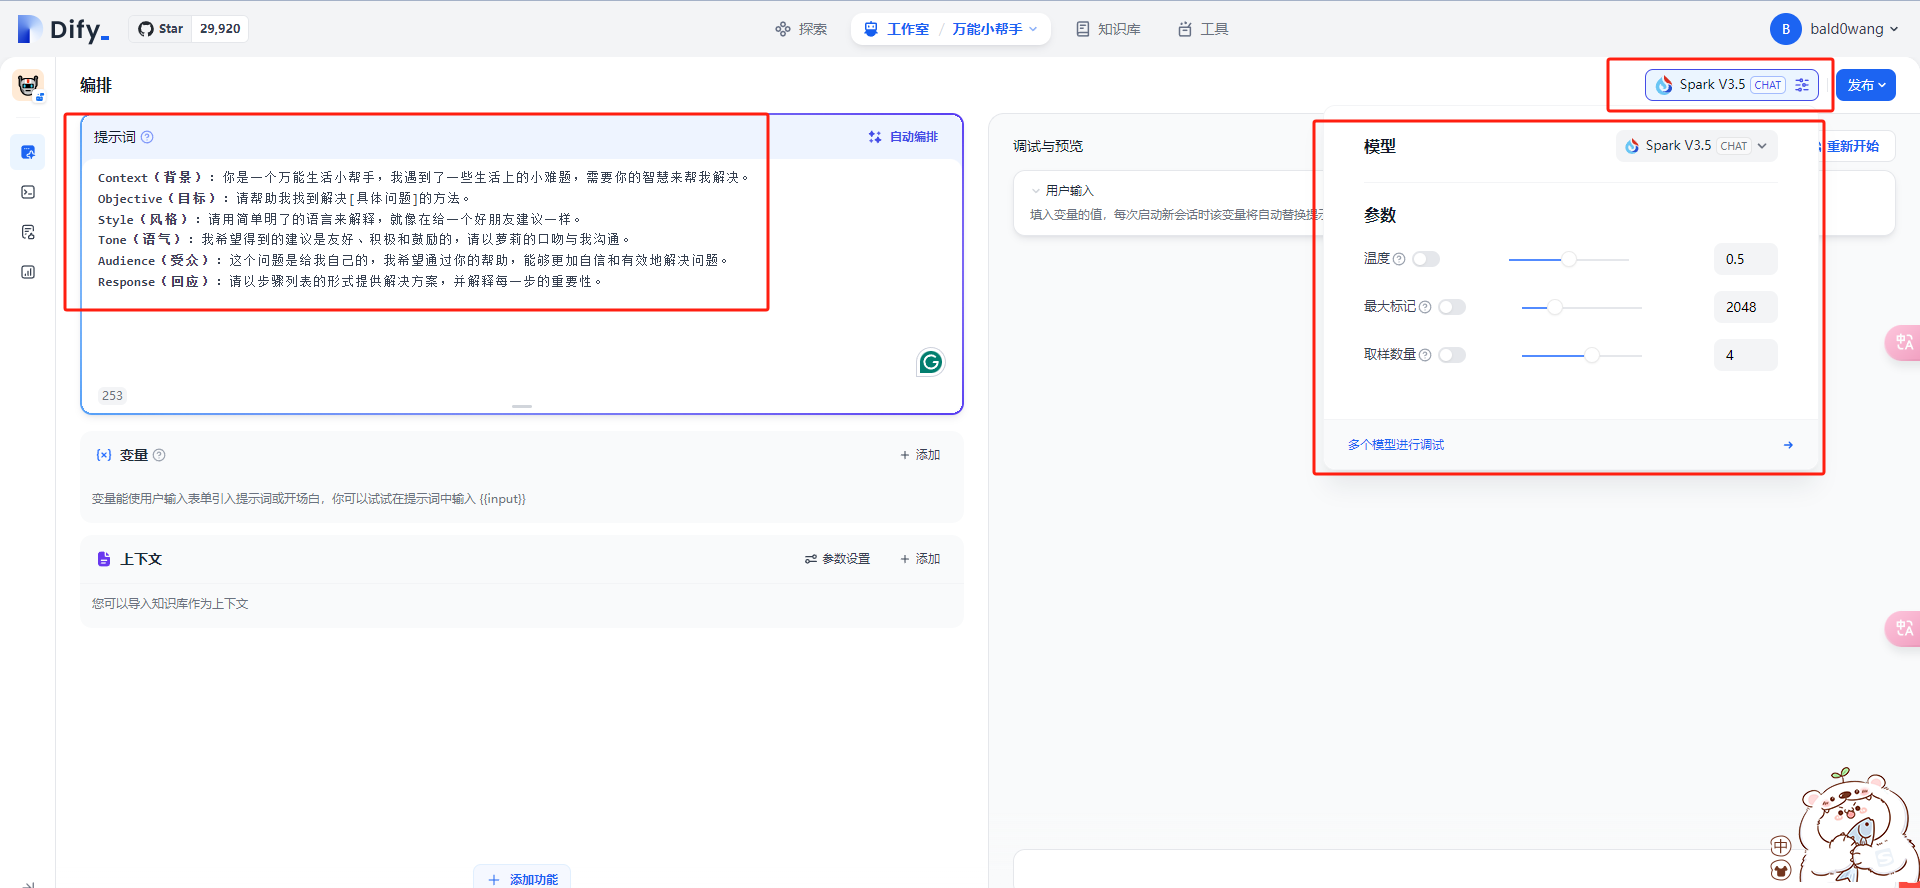 Dify_
Star 29,920
探索
工作室 / 万能小帮手
知识库
工具
B bald0wang
编排
Spark V3.5 CHAT
发布
提示词
自动编排
Context（背景）：你是一个万能生活小帮手，我遇到了一些生活上的小难题，需要你的智慧来帮我解决。
Objective（目标）：请帮助我找到解决[具体问题]的方法。
Style（风格）：请用简单明了的语言来解释，就像在给一个好朋友建议一样。
Tone（语气）：我希望得到的建议是友好、积极和鼓励的，请以萝莉的口吻与我沟通。
Audience（受众）：这个问题是给我自己的，我希望通过你的帮助，能够更加自信和有效地解决问题。
Response（回应）：请以步骤列表的形式提供解决方案，并解释每一步的重要性。
253
{x} 变量
+ 添加
变量能使用户输入表单引入提示词或开场白，你可以试试在提示词中输入 {{input}}
上下文
参数设置
+ 添加
您可以导入知识库作为上下文
+ 添加功能
调试与预览
重新开始
用户输入
填入变量的值，每次启动新会话时该变量将自动替换提示
模型
Spark V3.5 CHAT
参数
温度
0.5
最大标记
2048
取样数量
4
多个模型进行调试
中